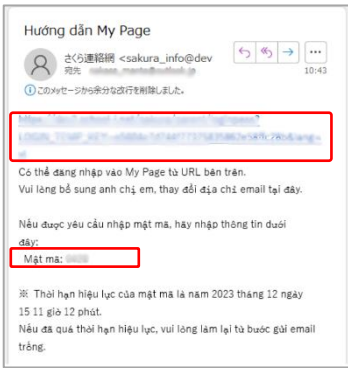 Hướng dẫn My Page
さくら連絡網 <sakura_info@dev
宛先
10:43
このメッセージから余分な改行を削除しました。
Có thể đăng nhập vào My Page từ URL bên trên.
Vui lòng bổ sung anh chị em, thay đổi địa chỉ email tại đây.
Nếu được yêu cầu nhập mật mã, hãy nhập thông tin dưới
đây:
Mật mã:
※ Thời hạn hiệu lực của mật mã là năm 2023 tháng 12 ngày
15 11 giờ 12 phút.
Nếu đã quá thời hạn hiệu lực, vui lòng làm lại từ bước gửi email
trống.